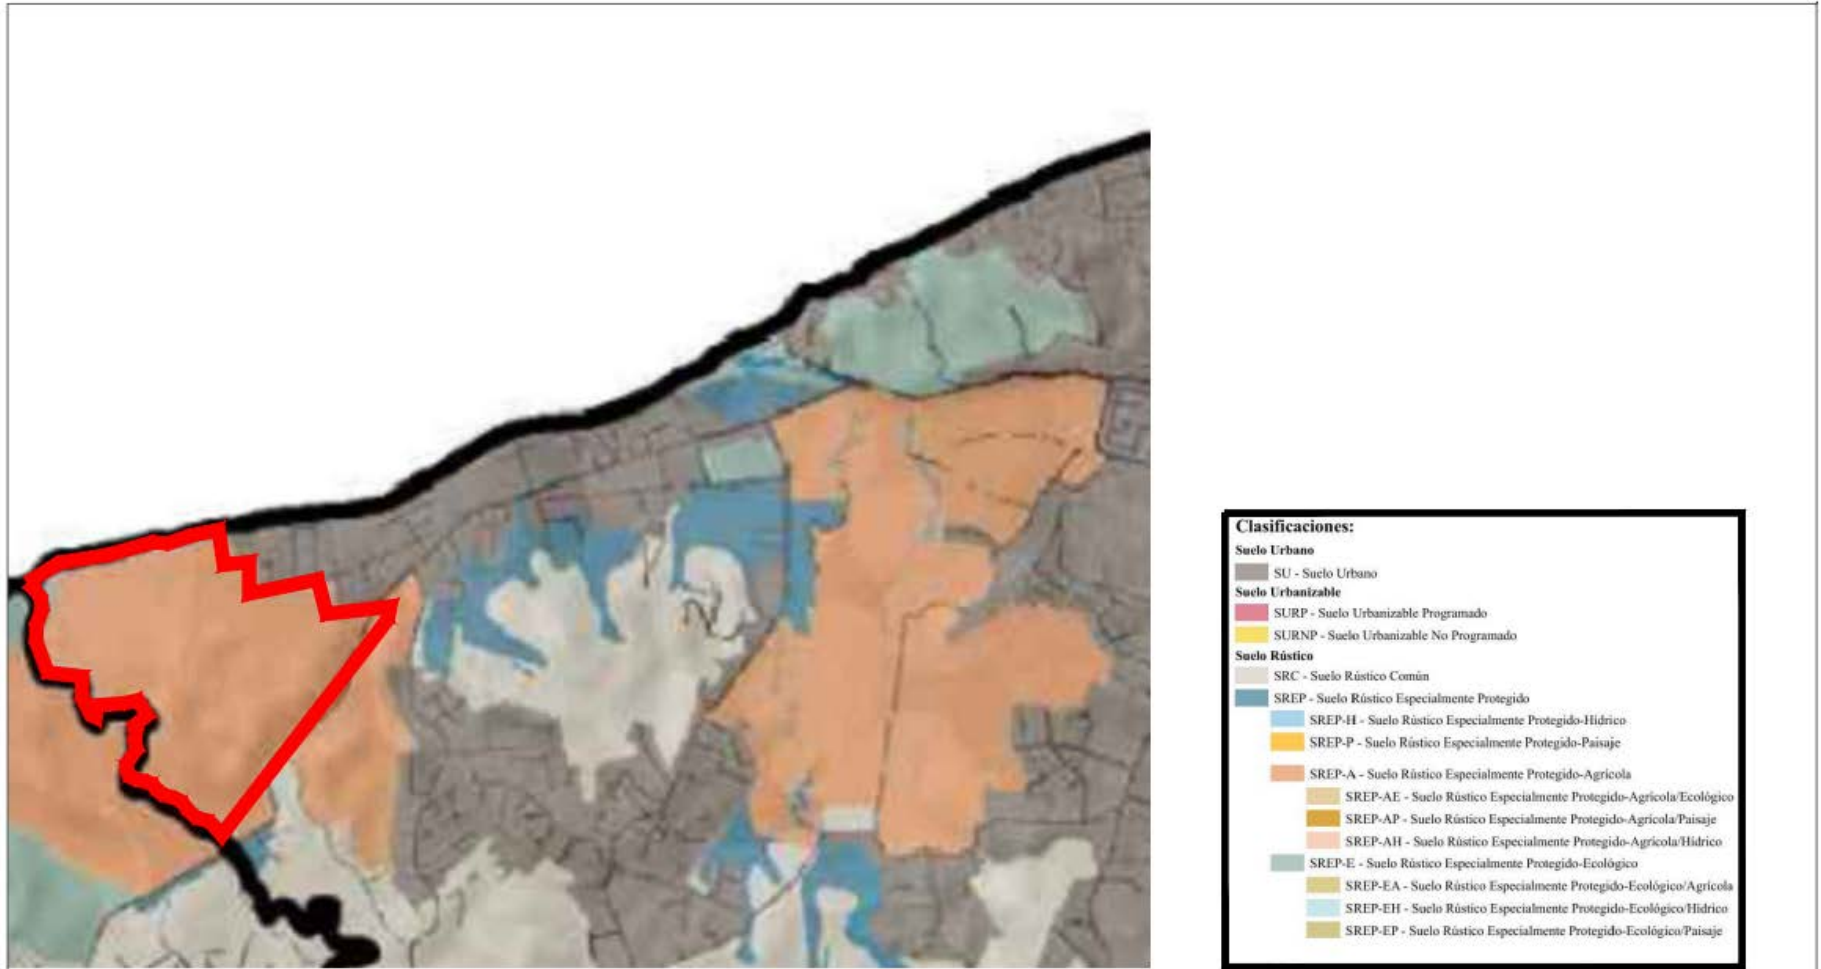 Clasificaciones:
Suelo Urbano
SU - Suelo Urbano
Suelo Urbanizable
SURP - Suelo Urbanizable Programado
SURNP - Suelo Urbanizable No Programado
Suelo Rústico
SRC - Suelo Rústico Común
SREP - Suelo Rústico Especialmente Protegido
SREP-H - Suelo Rústico Especialmente Protegido-Hídrico
SREP-P - Suelo Rústico Especialmente Protegido-Paisaje
SREP-A - Suelo Rústico Especialmente Protegido-Agrícola
SREP-AE - Suelo Rústico Especialmente Protegido-Agrícola/Ecológico
SREP-AP - Suelo Rústico Especialmente Protegido-Agrícola/Paisaje
SREP-AH - Suelo Rústico Especialmente Protegido-Agrícola/Hídrico
SREP-E - Suelo Rústico Especialmente Protegido-Ecológico
SREP-EA - Suelo Rústico Especialmente Protegido-Ecológico/Agrícola
SREP-EH - Suelo Rústico Especialmente Protegido-Ecológico/Hídrico
SREP-EP - Suelo Rústico Especialmente Protegido-Ecológico/Paisaje